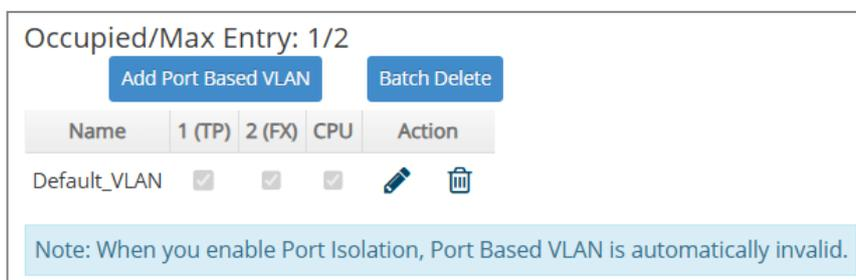 Occupied/Max Entry: 1/2
Add Port Based VLAN Batch Delete
Name 1 (TP) 2 (FX) CPU Action
Default_VLAN
Note: When you enable Port Isolation, Port Based VLAN is automatically invalid.